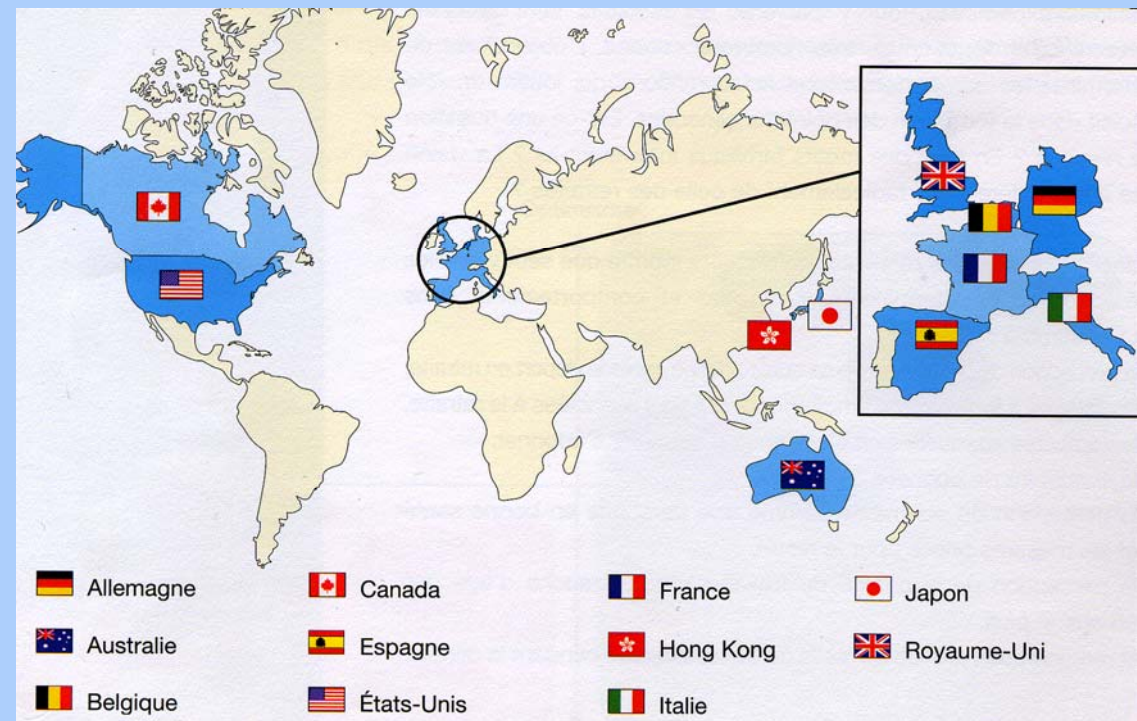 Allemagne
Australie
Belgique
Canada
Espagne
États-Unis
France
Hong Kong
Italie
Japon
Royaume-Uni